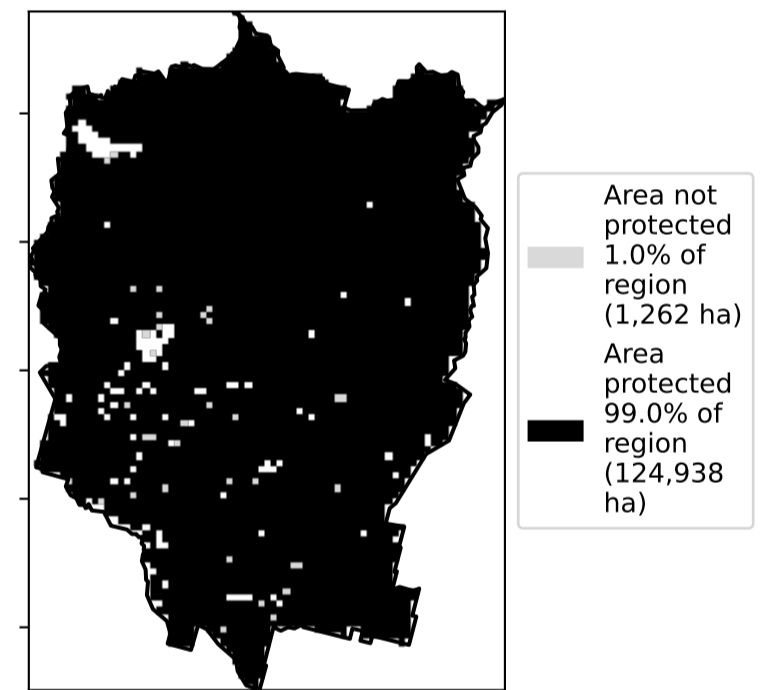 Area not
protected
1.0% of
region
(1,262 ha)
Area
protected
99.0% of
region
(124,938
ha)